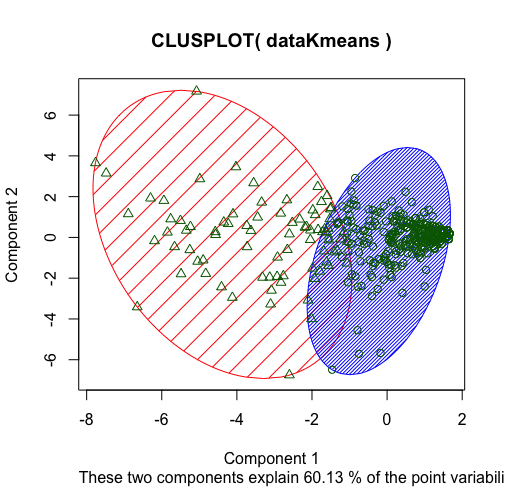 CLUSPLOT( dataKmeans )
6
4
2
0
-2
-4
-6
Component 2
-8 -6 -4 -2 0 2
Component 1
These two components explain 60.13 % of the point variabili